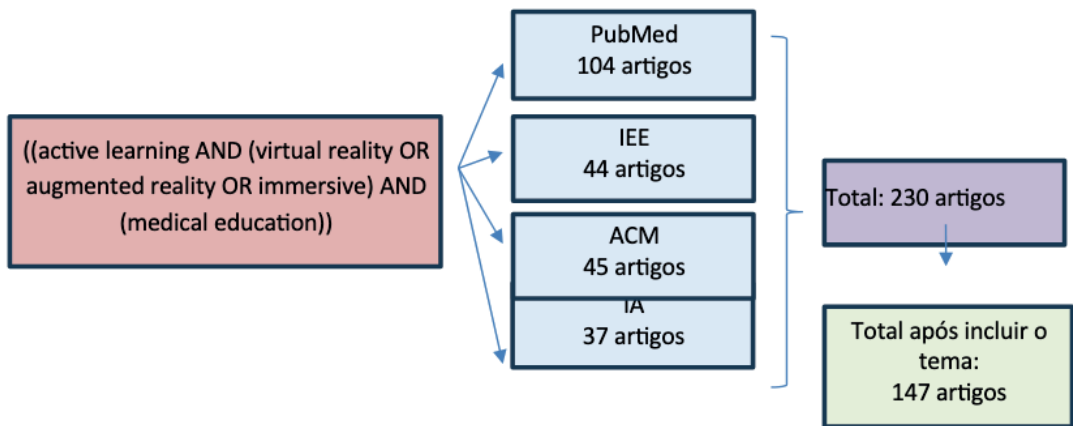 ((active learning AND (virtual reality OR
augmented reality OR immersive) AND
(medical education))
PubMed
104 artigos
IEE
44 artigos
ACM
45 artigos
IA
37 artigos
Total: 230 artigos
Total após incluir o
tema:
147 artigos